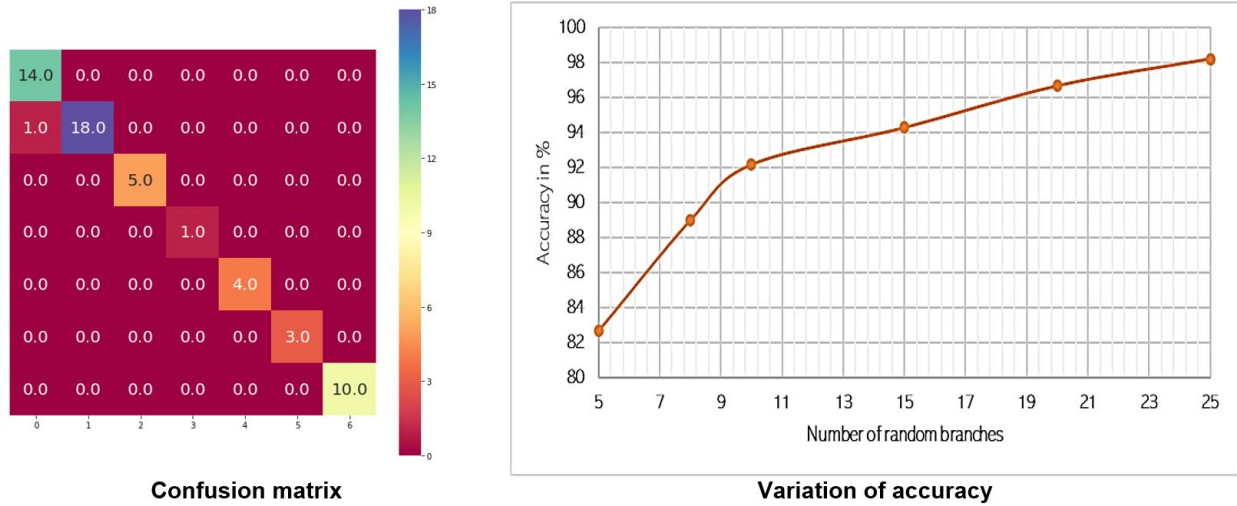 14.0 0.0 0.0 0.0 0.0 0.0 0.0
1.0 18.0 0.0 0.0 0.0 0.0 0.0
0.0 0.0 5.0 0.0 0.0 0.0 0.0
0.0 0.0 0.0 1.0 0.0 0.0 0.0
0.0 0.0 0.0 0.0 4.0 0.0 0.0
0.0 0.0 0.0 0.0 0.0 3.0 0.0
0.0 0.0 0.0 0.0 0.0 0.0 10.0
0 1 2 3 4 5 6
18
15
12
9
6
3
0
Confusion matrix
Accuracy in %
100
98
96
94
92
90
88
86
84
82
80
5 7 9 11 13 15 17 19 21 23 25
Number of random branches
Variation of accuracy